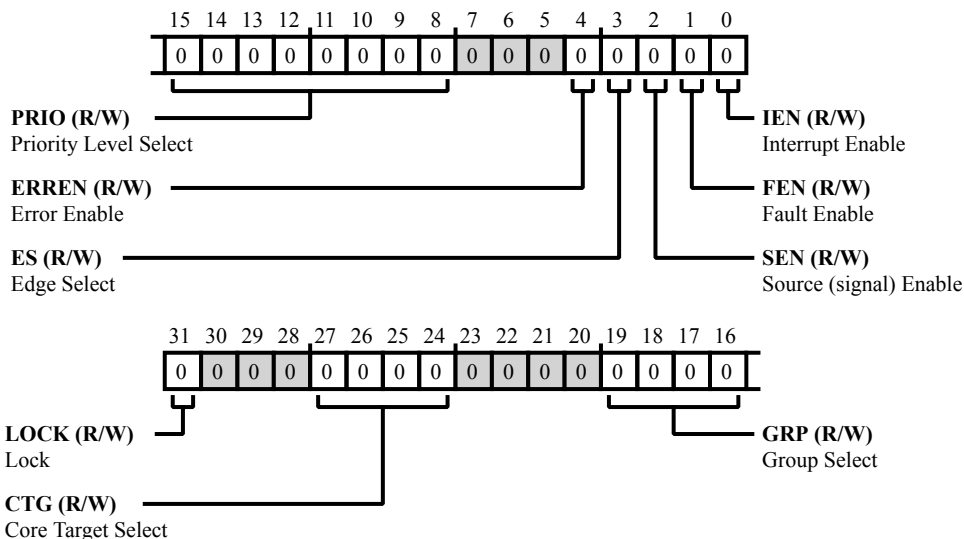 15 14 13 12 11 10 9 8 7 6 5 4 3 2 1 0
0 0 0 0 0 0 0 0 0 0 0 0 0 0 0 0
PRIO (R/W)
Priority Level Select
IEN (R/W)
Interrupt Enable
ERREN (R/W)
Error Enable
FEN (R/W)
Fault Enable
ES (R/W)
Edge Select
SEN (R/W)
Source (signal) Enable
31 30 29 28 27 26 25 24 23 22 21 20 19 18 17 16
0 0 0 0 0 0 0 0 0 0 0 0 0 0 0 0
LOCK (R/W)
Lock
GRP (R/W)
Group Select
CTG (R/W)
Core Target Select